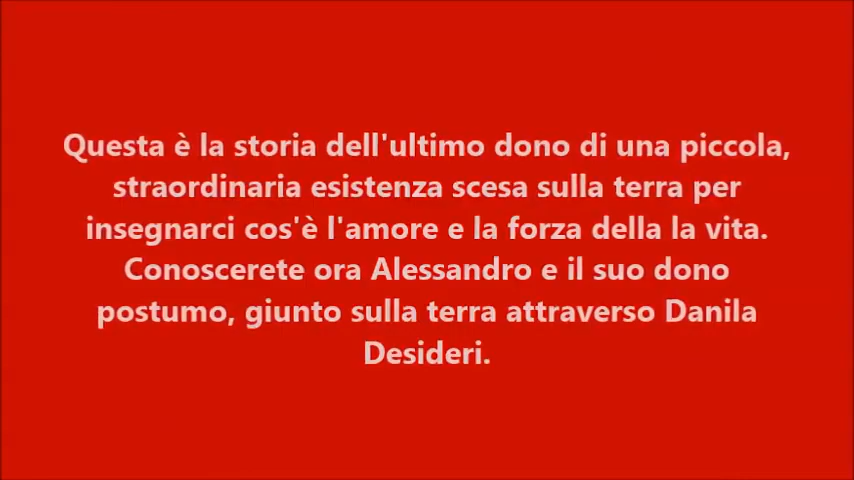 Questa è la storia dell'ultimo dono di una piccola,
straordinaria esistenza scesa sulla terra per
insegnarci cos'è l'amore e la forza della la vita.
Conoscerete ora Alessandro e il suo dono
postumo, giunto sulla terra attraverso Danila
Desideri.